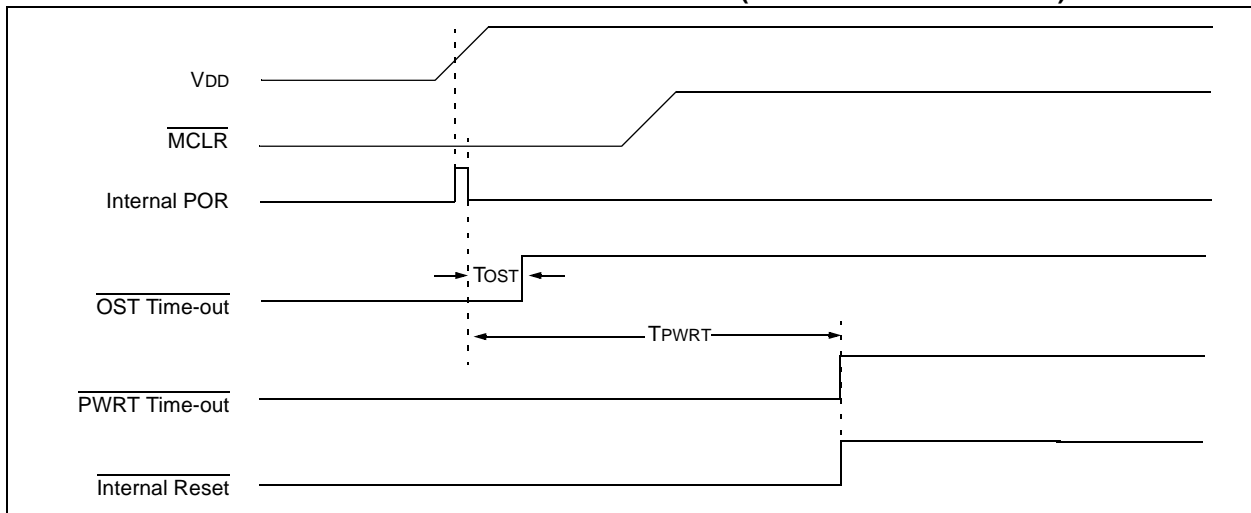 VDD
MCLR
Internal POR
TOST
OST Time-out
TPWRT
PWRT Time-out
Internal Reset